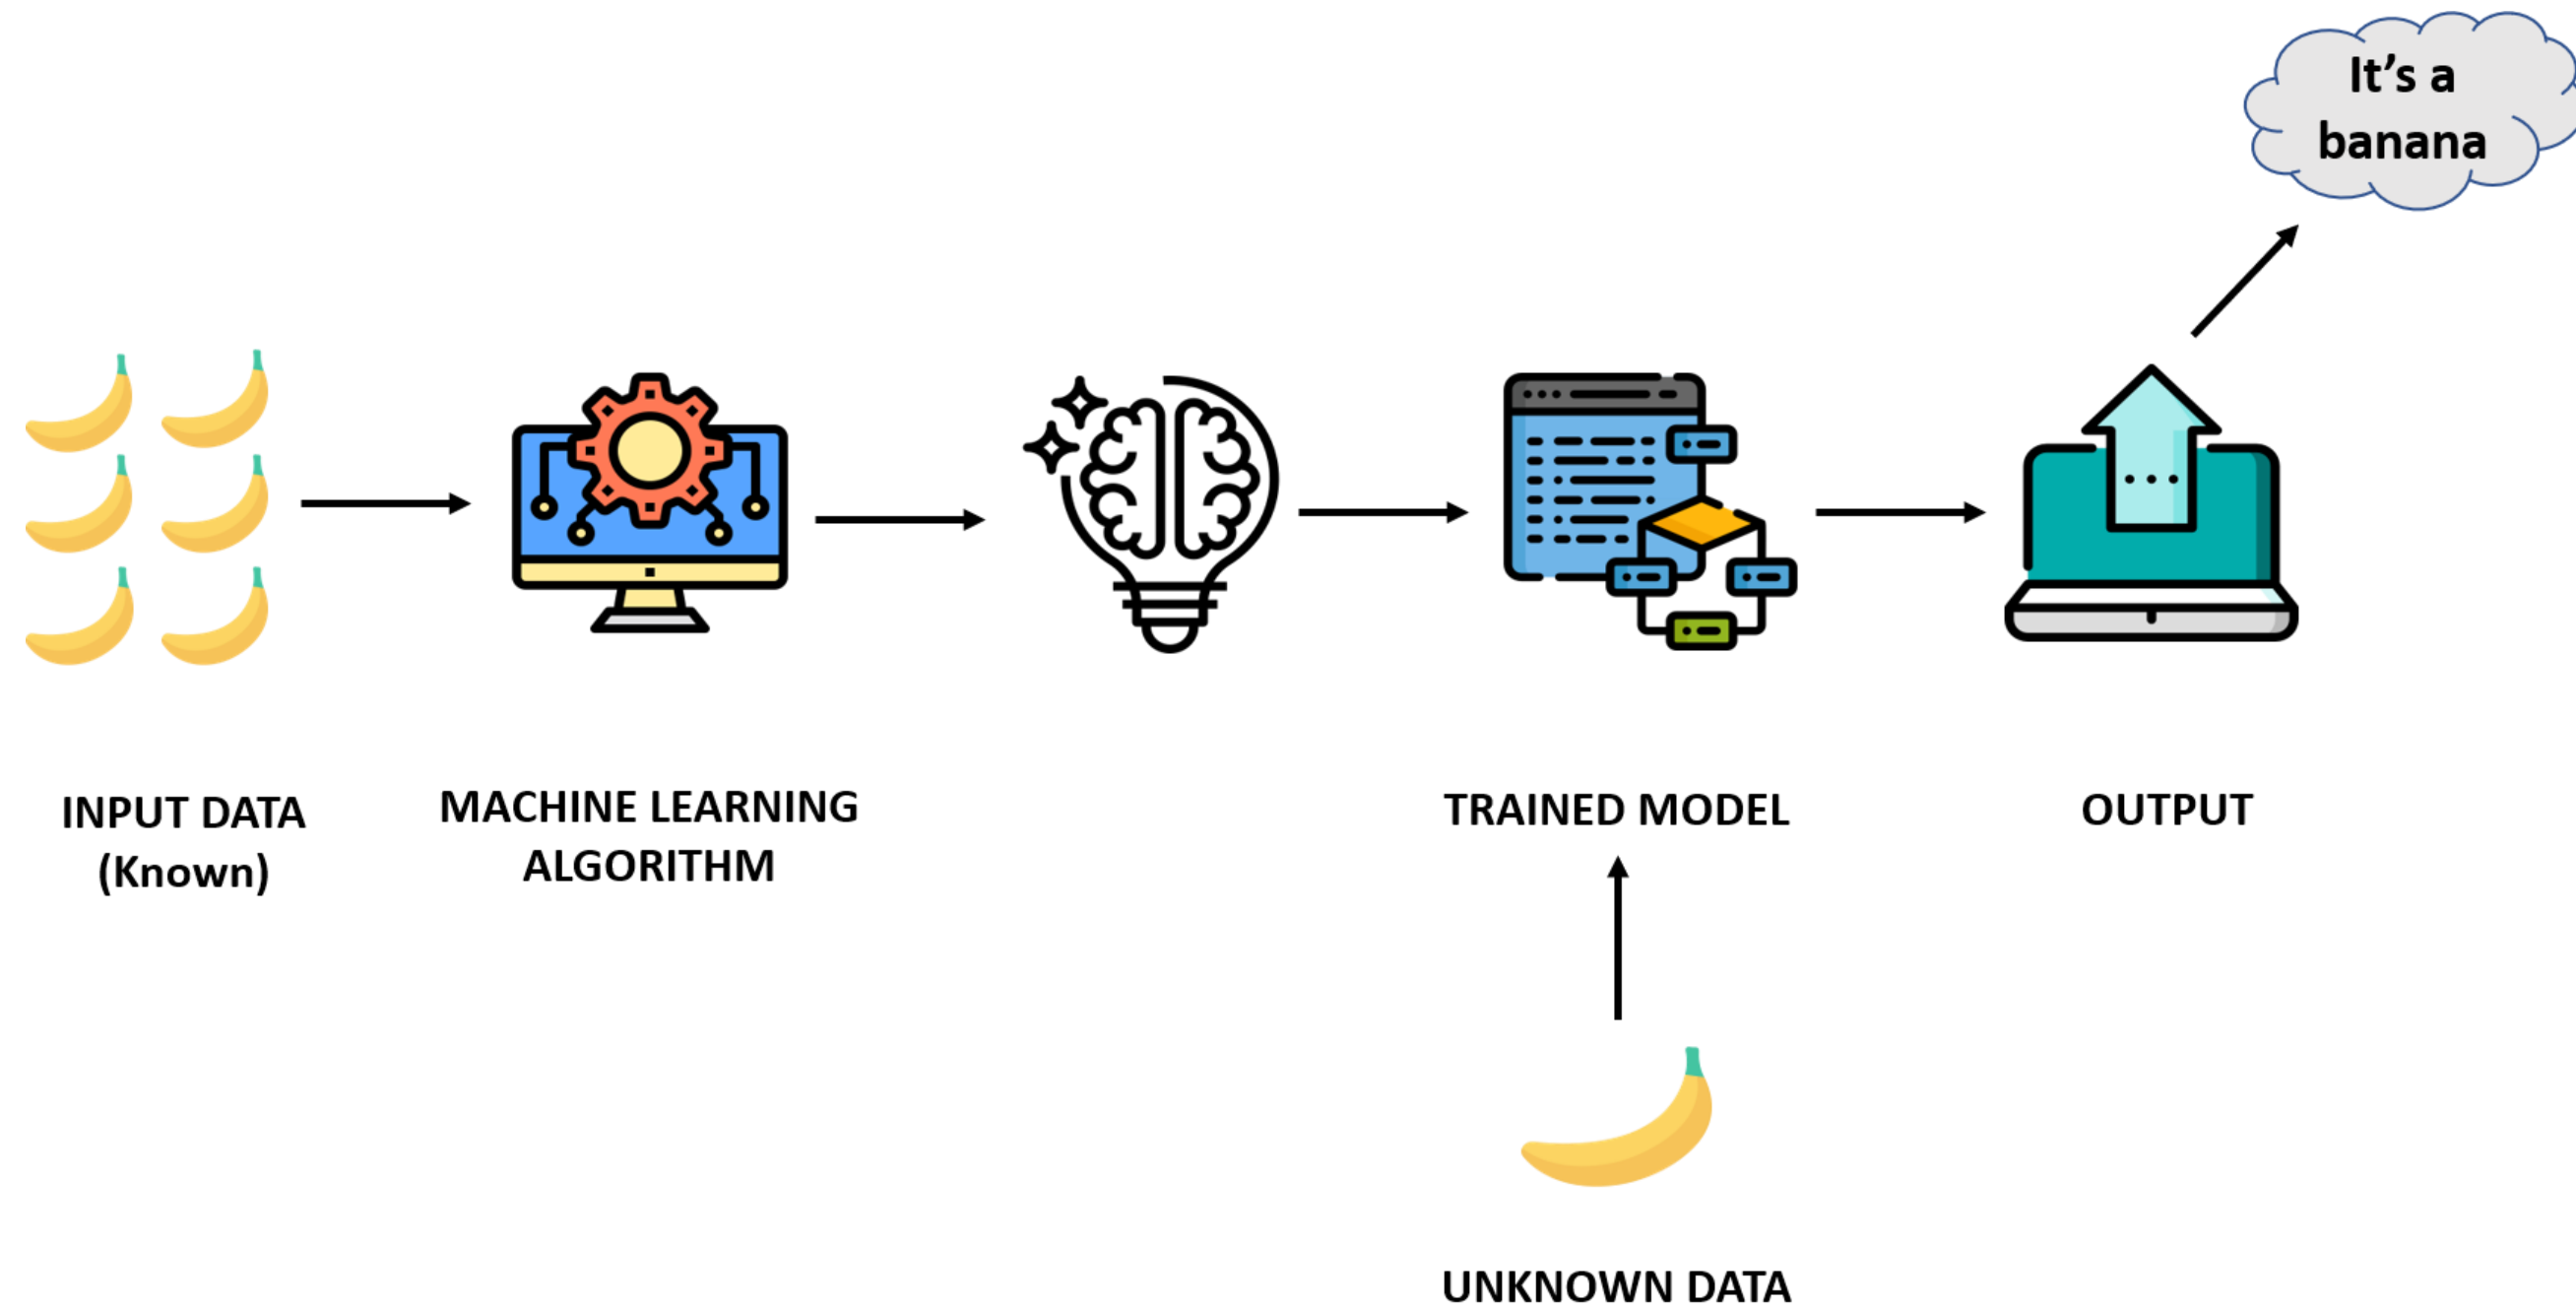 It’s a
banana
INPUT DATA
(Known)
MACHINE LEARNING
ALGORITHM
TRAINED MODEL
OUTPUT
UNKNOWN DATA